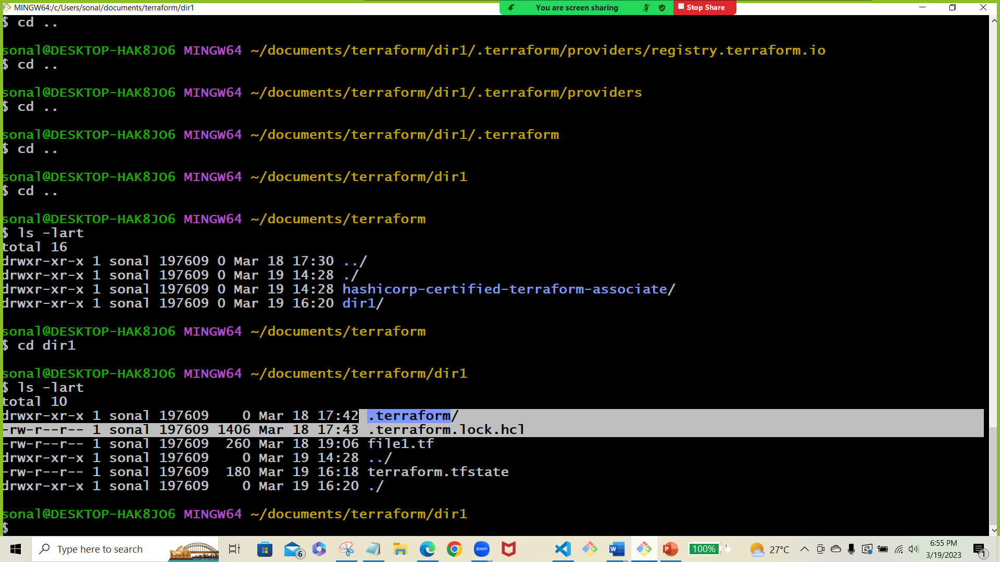 MINGW64:/c/Users/sonal/documents/terraform/dir1
You are screen sharing
Stop Share
$ cd ..
sonal@DESKTOP-HAK8JO6 MINGW64 ~/documents/terraform/dir1/.terraform/providers/registry.terraform.io
$ cd ..
sonal@DESKTOP-HAK8JO6 MINGW64 ~/documents/terraform/dir1/.terraform/providers
$ cd ..
sonal@DESKTOP-HAK8JO6 MINGW64 ~/documents/terraform/dir1/.terraform
$ cd ..
sonal@DESKTOP-HAK8JO6 MINGW64 ~/documents/terraform/dir1
$ cd ..
sonal@DESKTOP-HAK8JO6 MINGW64 ~/documents/terraform
$ ls -lart
total 16
drwxr-xr-x 1 sonal 197609 0 Mar 18 17:30 ../
drwxr-xr-x 1 sonal 197609 0 Mar 19 14:28 ./
drwxr-xr-x 1 sonal 197609 0 Mar 19 14:28 hashicorp-certified-terraform-associate/
drwxr-xr-x 1 sonal 197609 0 Mar 19 16:20 dir1/
sonal@DESKTOP-HAK8JO6 MINGW64 ~/documents/terraform
$ cd dir1
sonal@DESKTOP-HAK8JO6 MINGW64 ~/documents/terraform/dir1
$ ls -lart
total 10
drwxr-xr-x 1 sonal 197609    0 Mar 18 17:42 .terraform/
-rw-r--r-- 1 sonal 197609 1406 Mar 18 17:43 .terraform.lock.hcl
-rw-r--r-- 1 sonal 197609  260 Mar 18 19:06 file1.tf
drwxr-xr-x 1 sonal 197609    0 Mar 19 14:28 ../
-rw-r--r-- 1 sonal 197609  180 Mar 19 16:18 terraform.tfstate
drwxr-xr-x 1 sonal 197609    0 Mar 19 16:20 ./
sonal@DESKTOP-HAK8JO6 MINGW64 ~/documents/terraform/dir1
$
Type here to search
6
zoom
W
P
100%
27°C
6:55 PM
3/19/2023
1